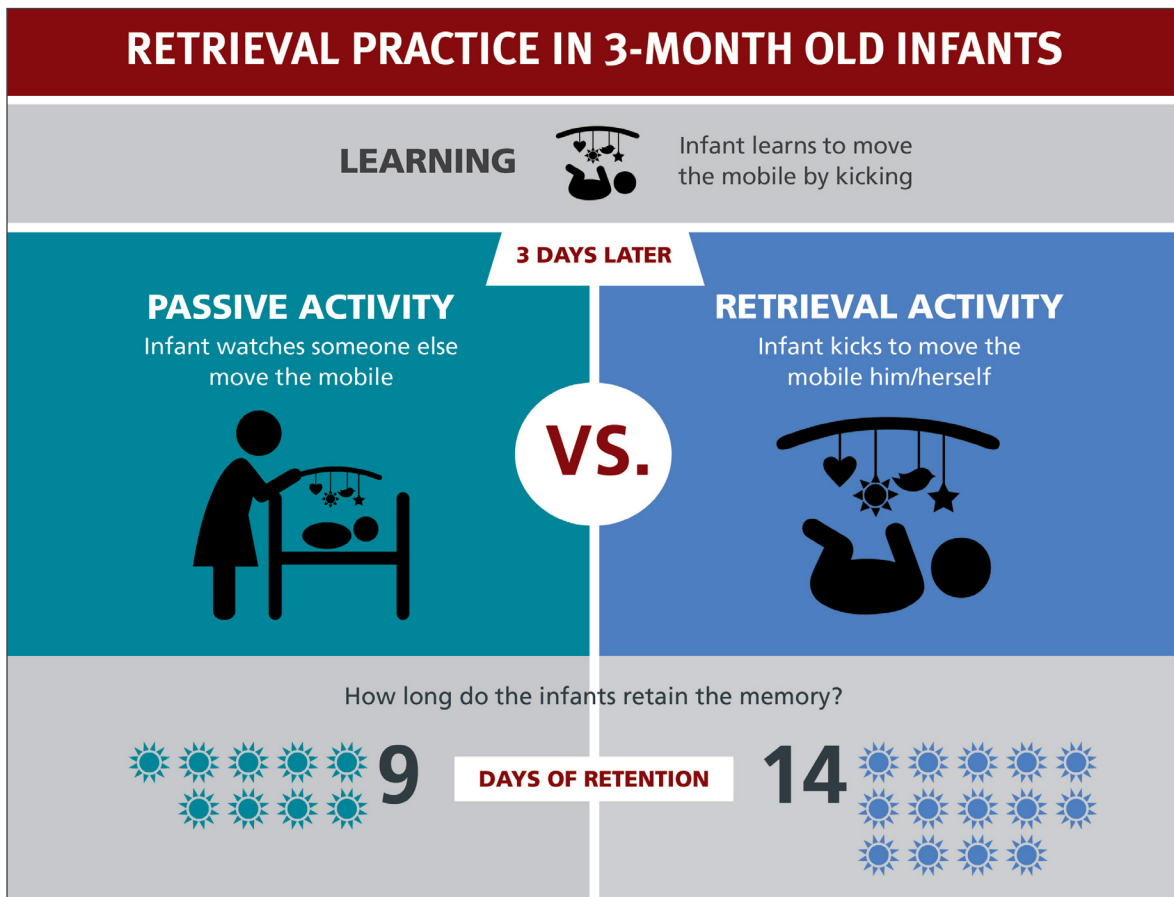 RETRIEVAL PRACTICE IN 3-MONTH OLD INFANTS
LEARNING
Infant learns to move
the mobile by kicking
3 DAYS LATER
PASSIVE ACTIVITY
Infant watches someone else
move the mobile
VS.
RETRIEVAL ACTIVITY
Infant kicks to move the
mobile him/herself
How long do the infants retain the memory?
9
DAYS OF RETENTION
14